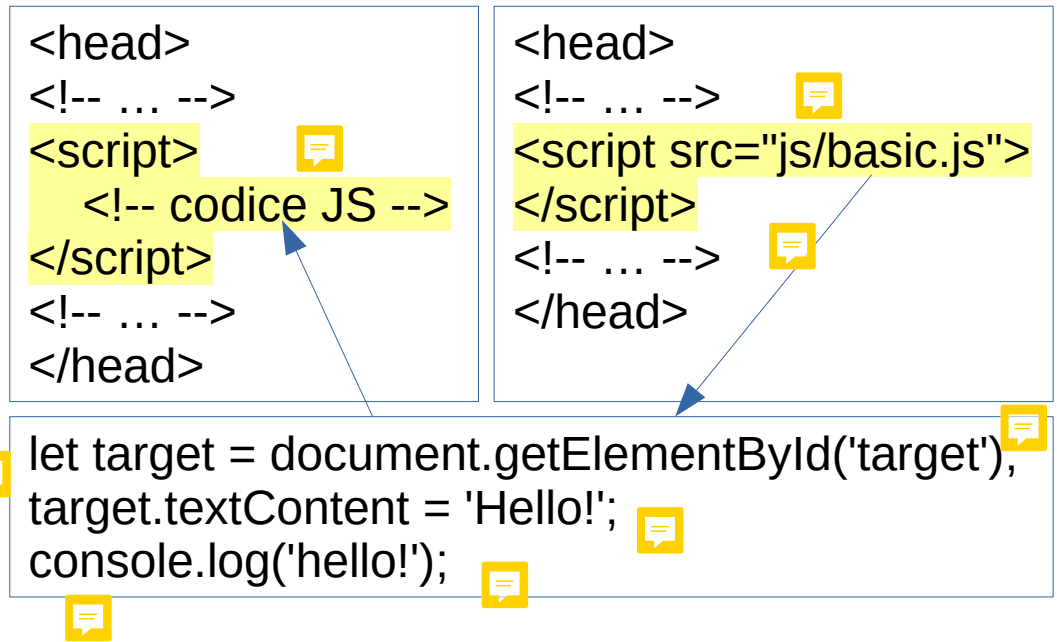 <head>
<!-- … -->
<script>
<!-- codice JS -->
</script>
<!-- … -->
</head>
<head>
<!-- … -->
<script src="js/basic.js">
</script>
<!-- … -->
</head>
let target = document.getElementById('target');
target.textContent = 'Hello!';
console.log('hello!');